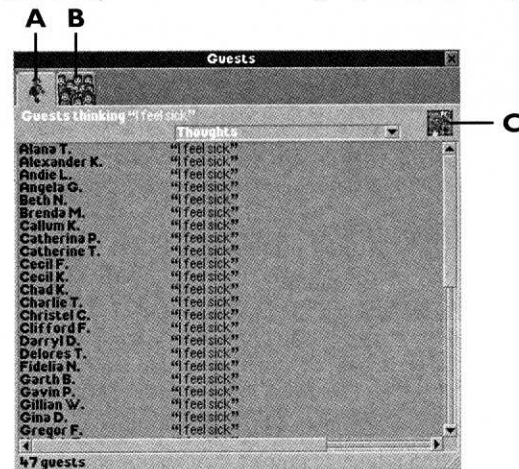 A B
Guests
Guests thinking “I feel sick”
Thoughts
C
Alana T. “I feel sick”
Alexander K. “I feel sick”
Andie L. “I feel sick”
Angela G. “I feel sick”
Beth N. “I feel sick”
Brenda M. “I feel sick”
Callum K. “I feel sick”
Catherina P. “I feel sick”
Catherine T. “I feel sick”
Cecil F. “I feel sick”
Cecil K. “I feel sick”
Chad K. “I feel sick”
Charlie T. “I feel sick”
Christel C. “I feel sick”
Clifford F. “I feel sick”
Darryl D. “I feel sick”
Delores T. “I feel sick”
Fidelia N. “I feel sick”
Garth B. “I feel sick”
Gavin P. “I feel sick”
Gillian W. “I feel sick”
Gina D. “I feel sick”
Gregor F. “I feel sick”
47 guests